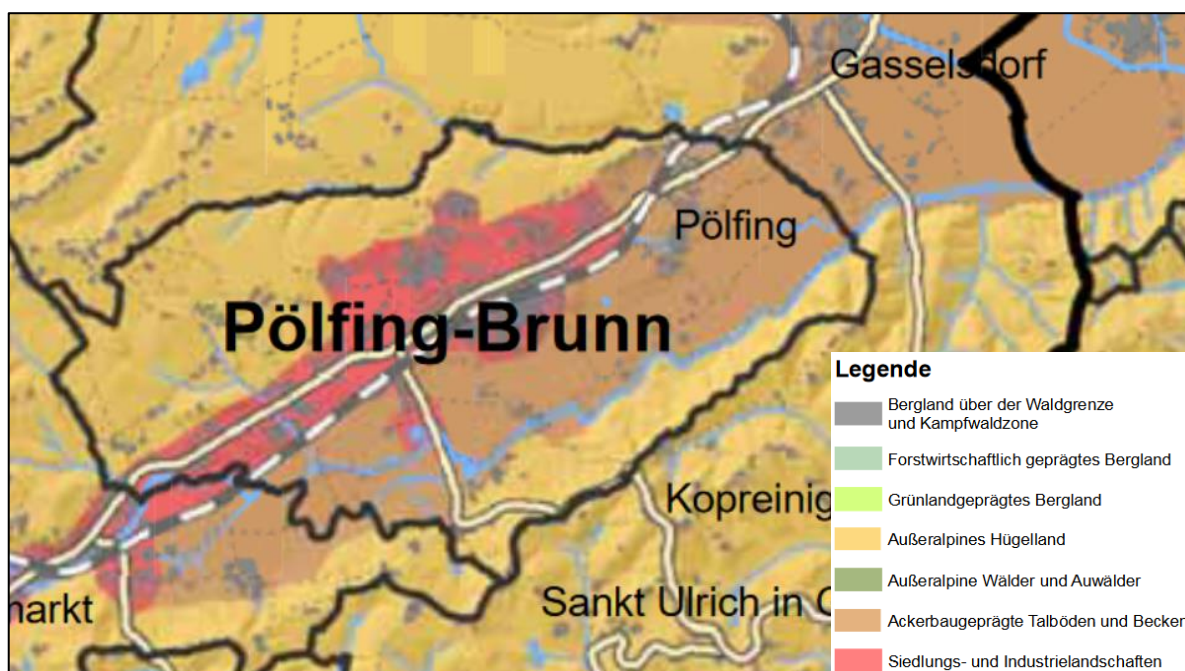 Gasselsdorf
Pölfing
Pölfing-Brunn
Kopreinig
markt
Sankt Ulrich in
Legende
Bergland über der Waldgrenze
und Kampfwaldzone
Forstwirtschaftlich geprägtes Bergland
Grünlandgeprägtes Bergland
Außeralpines Hügelland
Außeralpine Wälder und Auwälder
Ackerbaugeprägte Talböden und Becken
Siedlungs- und Industrielandschaften